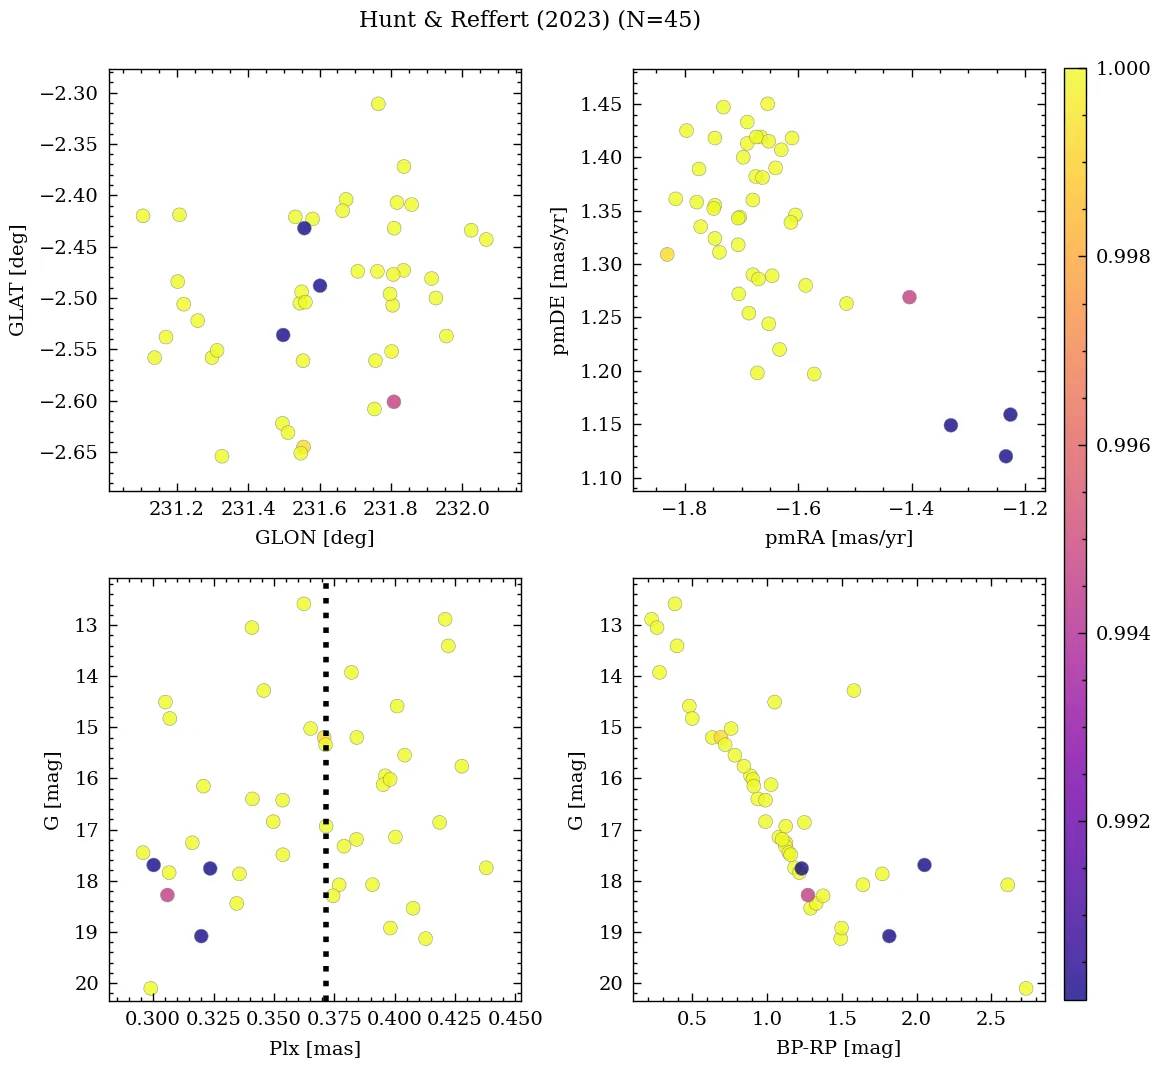 Hunt & Reffert (2023) (N=45)
−2.30
−2.35
−2.40
−2.45
−2.50
−2.55
−2.60
−2.65
GLAT [deg]
231.2 231.4 231.6 231.8 232.0
GLON [deg]
1.45
1.40
1.35
1.30
1.25
1.20
1.15
1.10
pmDE [mas/yr]
−1.8 −1.6 −1.4 −1.2
pmRA [mas/yr]
13
14
15
16
17
18
19
20
G [mag]
0.300 0.325 0.350 0.375 0.400 0.425 0.450
Plx [mas]
13
14
15
16
17
18
19
20
G [mag]
0.5 1.0 1.5 2.0 2.5
BP-RP [mag]
1.000
0.998
0.996
0.994
0.992